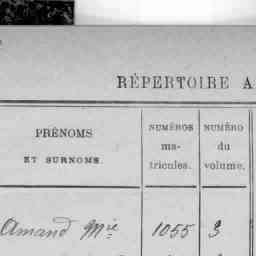 RÉPERTOIRE A
PRÉNOMS
ET SURNOMS.
NUMÉROS
ma-
tricules.
NUMÉRO
du
volume.
Amand Mie 1055 3